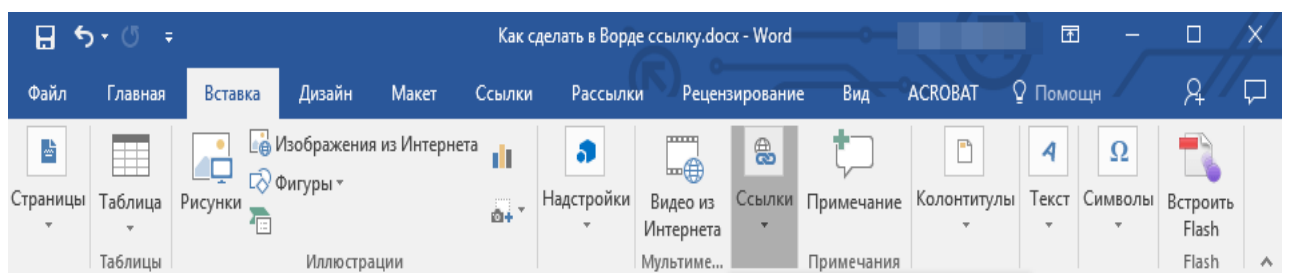 Как сделать в Ворде ссылку.docx - Word
Файл Главная Вставка Дизайн Макет Ссылки Рассылки Рецензирование Вид ACROBAT Помощн
Изображения из Интернета
Фигуры
Страницы Таблица Рисунки Надстройки Видео из Интернета Ссылки Примечание Колонтитулы Текст Символы Встроить Flash
Таблицы Иллюстрации Мультиме... Примечания Flash